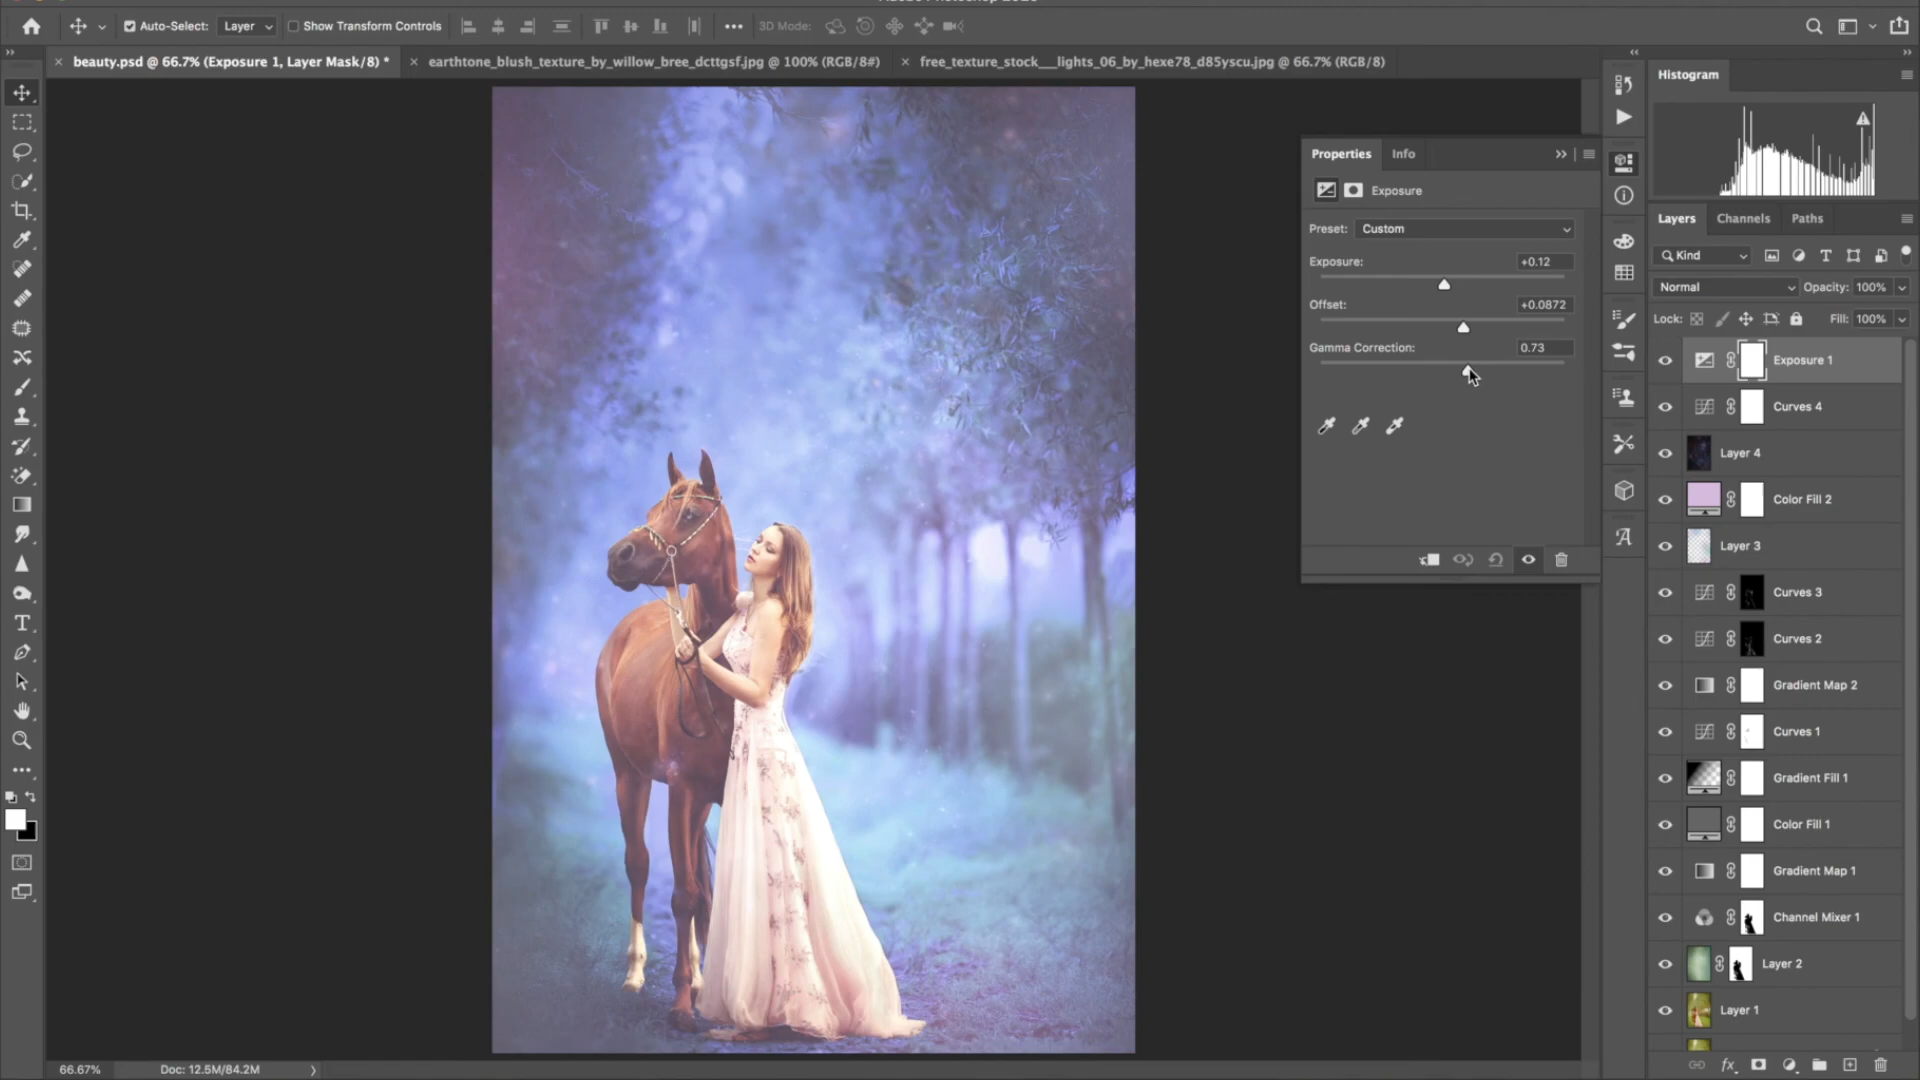 Auto-Select: Layer Show Transform Controls 3D Mode:
beauty.psd @ 66.7% (Exposure 1, Layer Mask/8) * earthtone_blush_texture_by_willow_bree_dcttgsf.jpg @ 100% (RGB/8#) free_texture_stock__lights_06_by_hexe78_d85yscu.jpg @ 66.7% (RGB/8)
Histogram
Properties Info
Exposure
Preset: Custom
Exposure: +0.12
Offset: +0.0872
Gamma Correction: 0.73
Layers Channels Paths
Kind
Normal Opacity: 100%
Lock: Fill: 100%
Exposure 1
Curves 4
Layer 4
Color Fill 2
Layer 3
Curves 3
Curves 2
Gradient Map 2
Curves 1
Gradient Fill 1
Color Fill 1
Gradient Map 1
Channel Mixer 1
Layer 2
Layer 1
66.67% Doc: 12.5M/84.2M